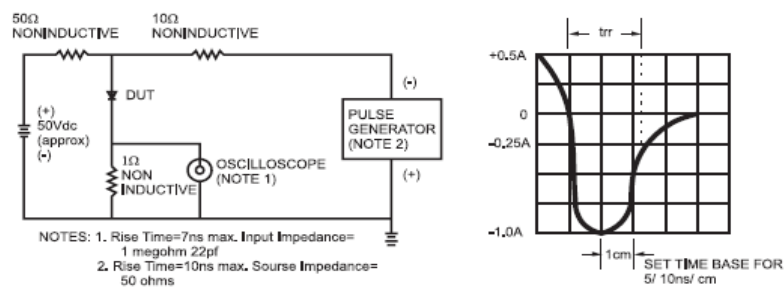 50Ω
NONINDUCTIVE
10Ω
NONINDUCTIVE
DUT
(+)
50Vdc
(approx)
(-)
1Ω
NON
INDUCTIVE
OSCILLOSCOPE
(NOTE 1)
(-)
PULSE
GENERATOR
(NOTE 2)
(+)
NOTES: 1. Rise Time=7ns max. Input Impedance=
1 megohm 22pf
2. Rise Time=10ns max. Sourse Impedance=
50 ohms
trr
+0.5A
0
-0.25A
-1.0A
1cm
SET TIME BASE FOR
5/ 10ns/ cm